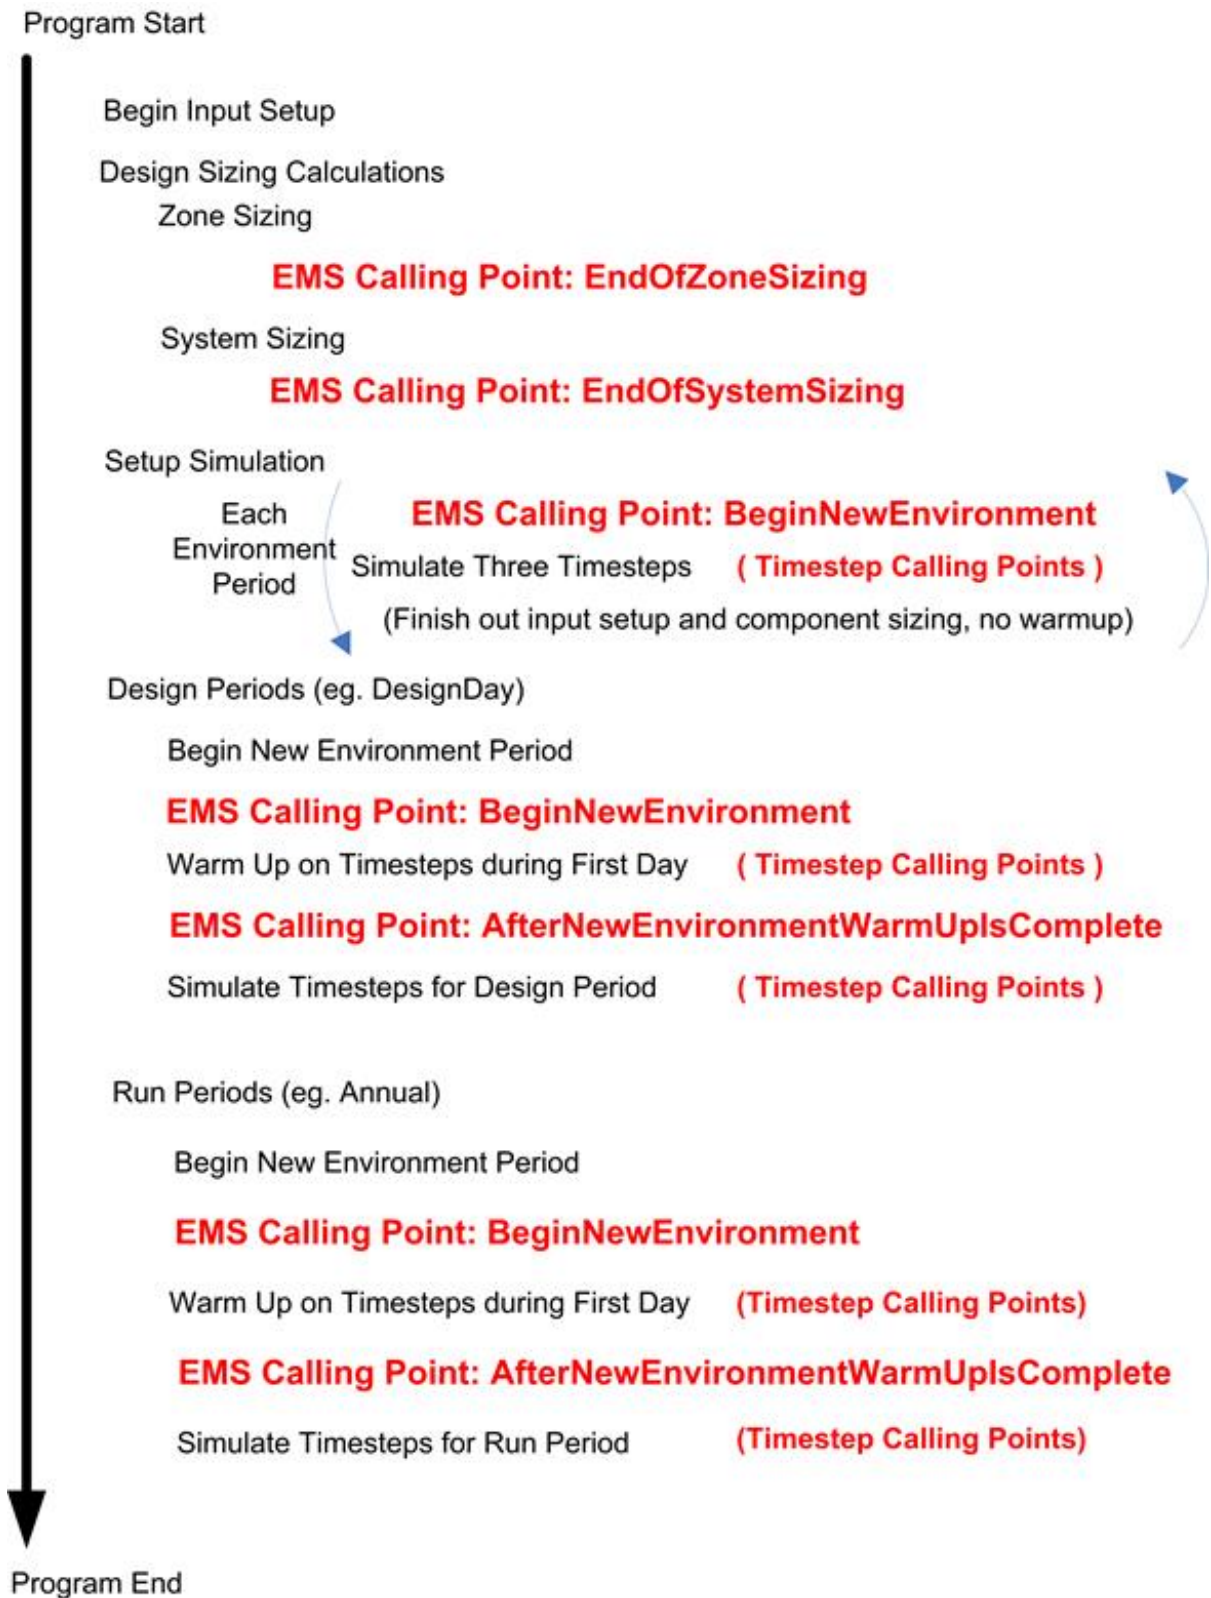 Program Start
Begin Input Setup
Design Sizing Calculations
Zone Sizing
EMS Calling Point: EndOfZoneSizing
System Sizing
EMS Calling Point: EndOfSystemSizing
Setup Simulation
Each
Environment
Period
EMS Calling Point: BeginNewEnvironment
Simulate Three Timesteps ( Timestep Calling Points )
(Finish out input setup and component sizing, no warmup)
Design Periods (eg. DesignDay)
Begin New Environment Period
EMS Calling Point: BeginNewEnvironment
Warm Up on Timesteps during First Day ( Timestep Calling Points )
EMS Calling Point: AfterNewEnvironmentWarmUpIsComplete
Simulate Timesteps for Design Period ( Timestep Calling Points )
Run Periods (eg. Annual)
Begin New Environment Period
EMS Calling Point: BeginNewEnvironment
Warm Up on Timesteps during First Day (Timestep Calling Points)
EMS Calling Point: AfterNewEnvironmentWarmUpIsComplete
Simulate Timesteps for Run Period (Timestep Calling Points)
Program End